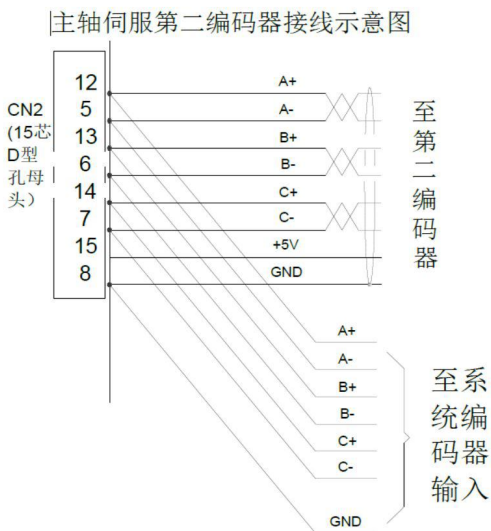 主轴伺服第二编码器接线示意图
CN2
(15芯
D型
孔母
头）
12
5
13
6
14
7
15
8
A+
A-
B+
B-
C+
C-
+5V
GND
至
第
二
编
码
器
A+
A-
B+
B-
C+
C-
GND
至系
统编
码器
输入